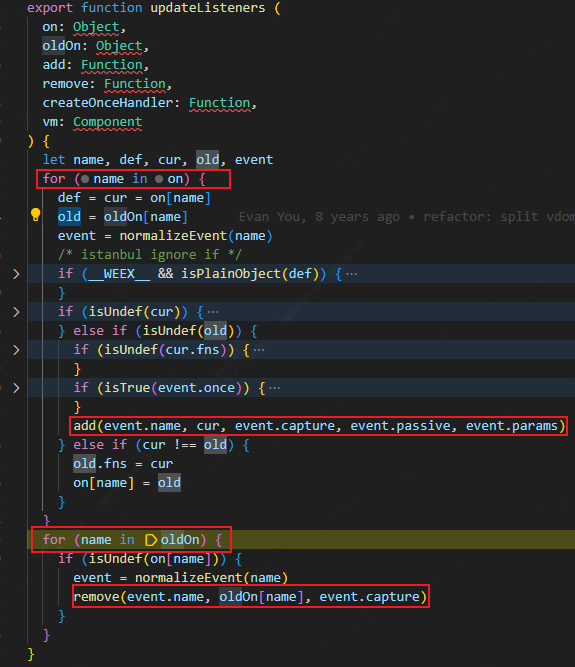 export function updateListeners (
on: Object,
oldOn: Object,
add: Function,
remove: Function,
createOnceHandler: Function,
vm: Component
) {
let name, def, cur, old, event
for (name in on) {
def = cur = on[name]
old = oldOn[name] Evan You, 8 years ago • refactor: split vdom
event = normalizeEvent(name)
/* istanbul ignore if */
if (__WEEX__ && isPlainObject(def)) {⋯
}
if (isUndef(cur)) {⋯
} else if (isUndef(old)) {
if (isUndef(cur.fns)) {⋯
}
if (isTrue(event.once)) {⋯
}
add(event.name, cur, event.capture, event.passive, event.params)
} else if (cur !== old) {
old.fns = cur
on[name] = old
}
}
for (name in oldOn) {
if (isUndef(on[name])) {
event = normalizeEvent(name)
remove(event.name, oldOn[name], event.capture)
}
}
}